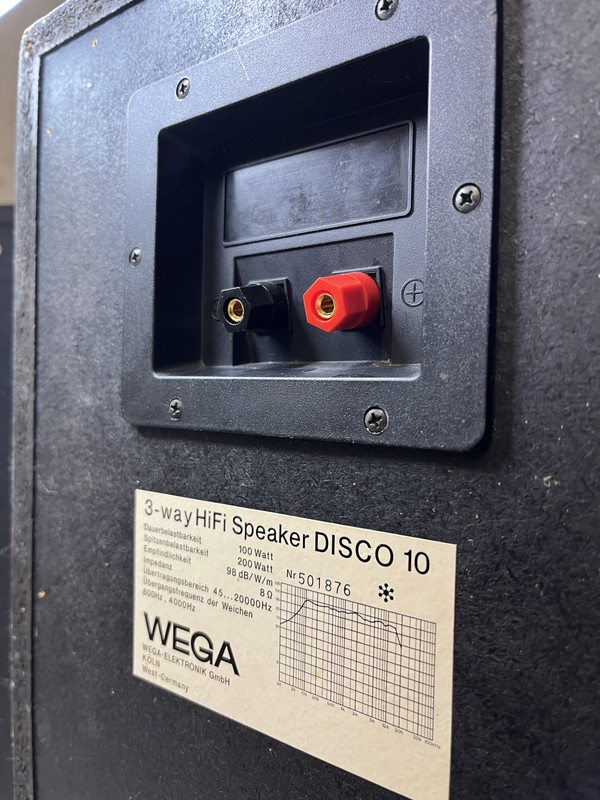 3-way HiFi Speaker DISCO 10
Dauerbelastbarkeit 100 Watt
Spitzenbelastbarkeit 200 Watt
Empfindlichkeit 98 dB/W/m
Impedanz 8 Ω
Übertragungsbereich 45...20000Hz
Übergangsfrequenz der Weichen
800Hz, 4000Hz
Nr 501876 *
WEGA
WEGA-ELEKTRONIK GmbH
KÖLN
West-Germany